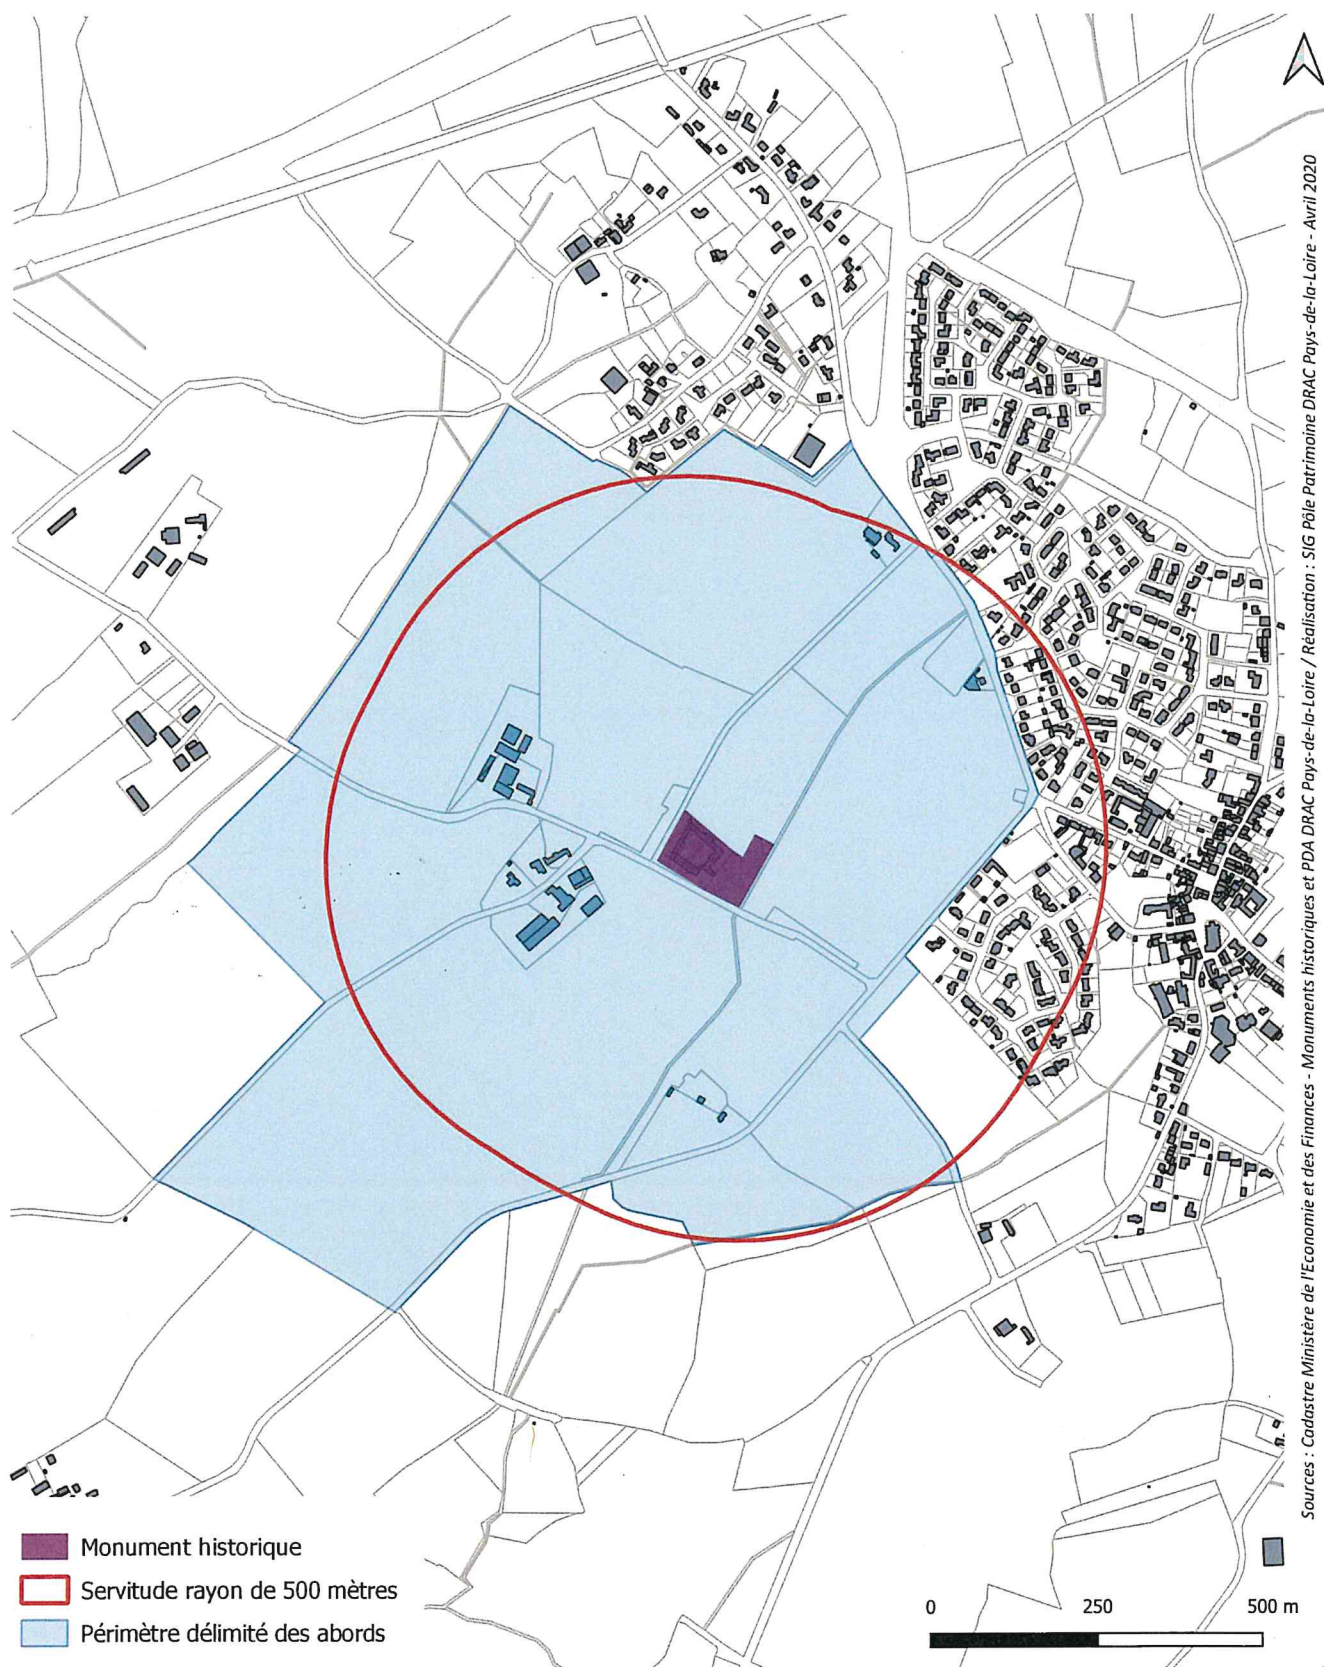 Sources : Cadastre Ministère de l'Economie et des Finances - Monuments historiques et PDA DRAC Pays-de-la-Loire / Réalisation : SIG Pôle Patrimoine DRAC Pays-de-la-Loire - Avril 2020
Monument historique
Servitude rayon de 500 mètres
Périmètre délimité des abords
0 250 500 m